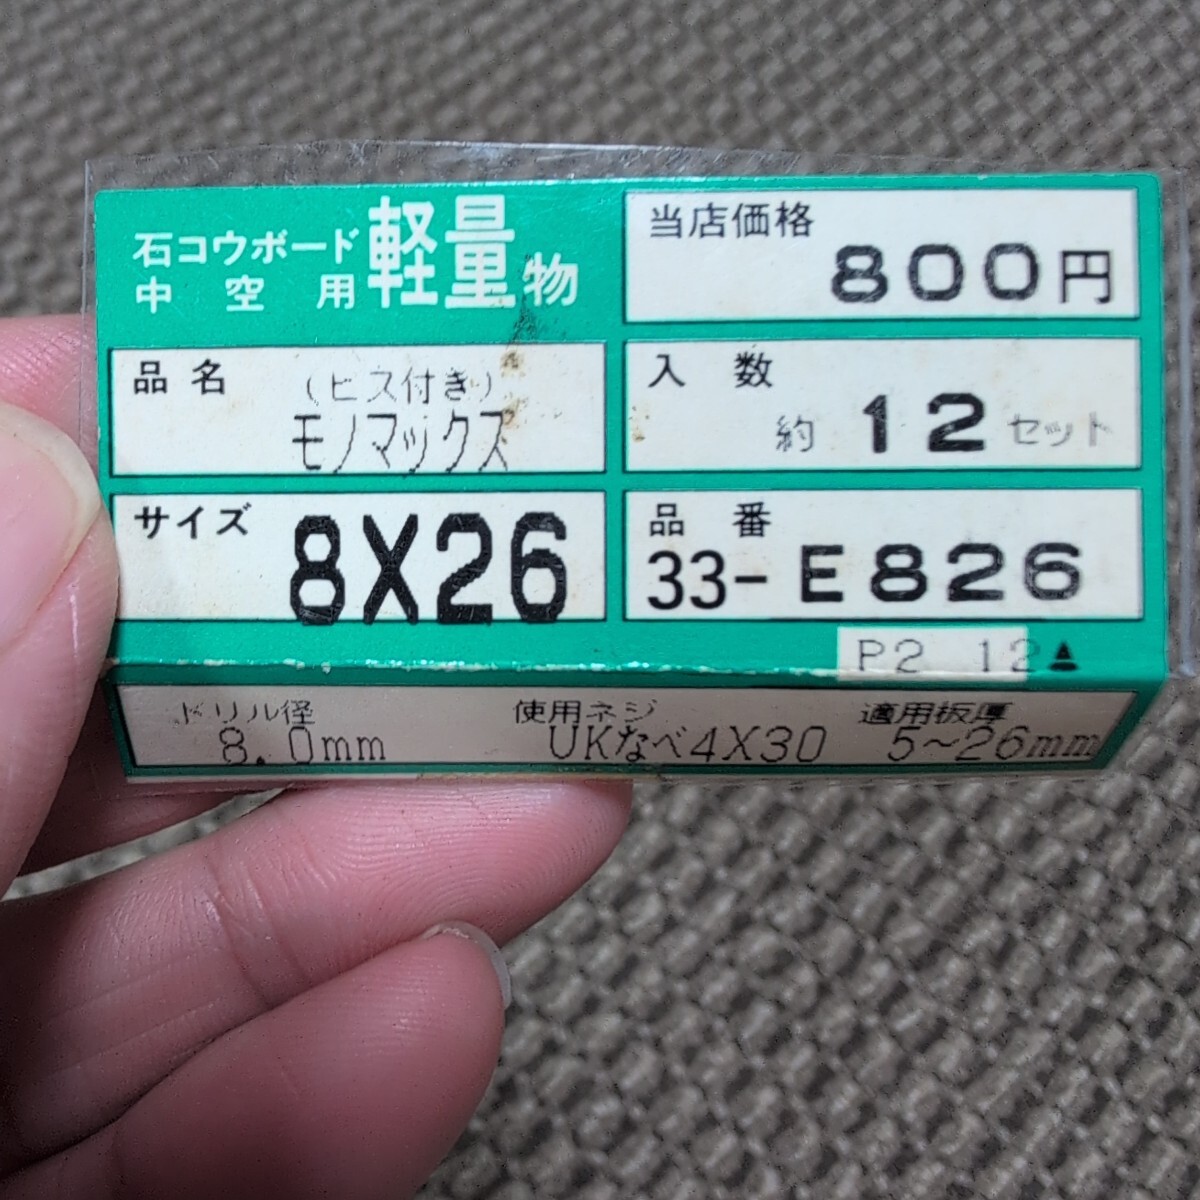 石コウボード
中空用
軽量物
当店価格
800円
品名
(ビス付き)
モノマックス
入数
約 12 セット
サイズ
8X26
品番
33-E826
P2 12▲
ドリル径
8.0mm
使用ネジ
UKなべ4X30
適用板厚
5~26mm